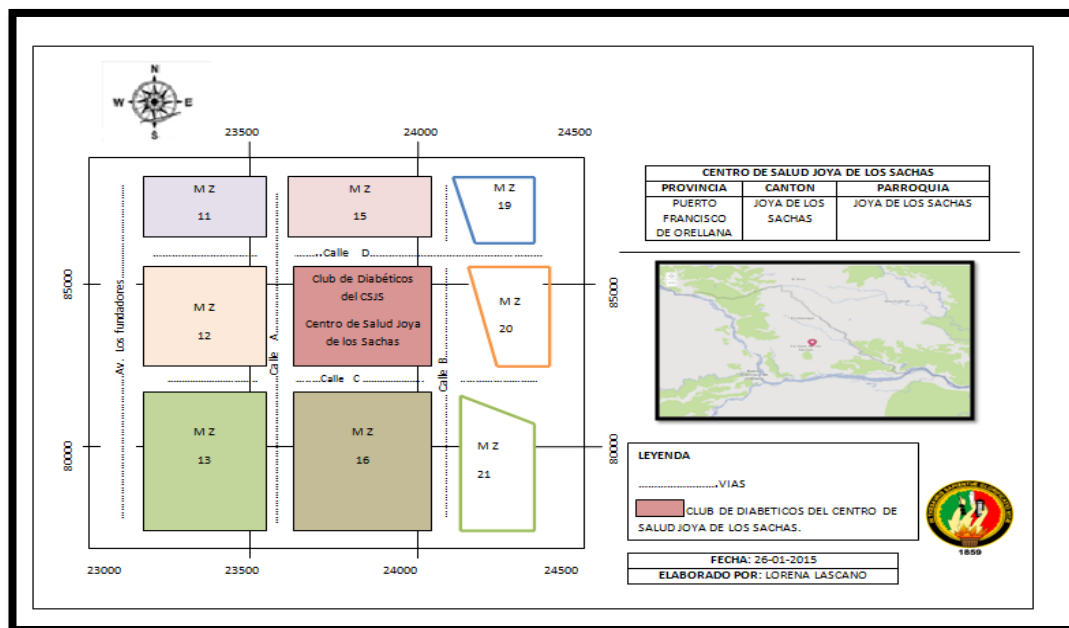 N
W E
S
23500 24000 24500
M Z
11
M Z
15
M Z
19
Calle D
85000
Av. Los fundadores
M Z
12
Calle A
Club de Diabéticos
del CSJS
Centro de Salud Joya
de los Sachas
Calle B
M Z
20
85000
Calle C
80000
M Z
13
M Z
16
M Z
21
80000
23000 23500 24000 24500
CENTRO DE SALUD JOYA DE LOS SACHAS
PROVINCIA CANTON PARROQUIA
PUERTO FRANCISCO DE ORELLANA JOYA DE LOS SACHAS JOYA DE LOS SACHAS
LEYENDA
VIAS
CLUB DE DIABETICOS DEL CENTRO DE
SALUD JOYA DE LOS SACHAS.
FECHA: 26-01-2015
ELABORADO POR: LORENA LASCANO
1859